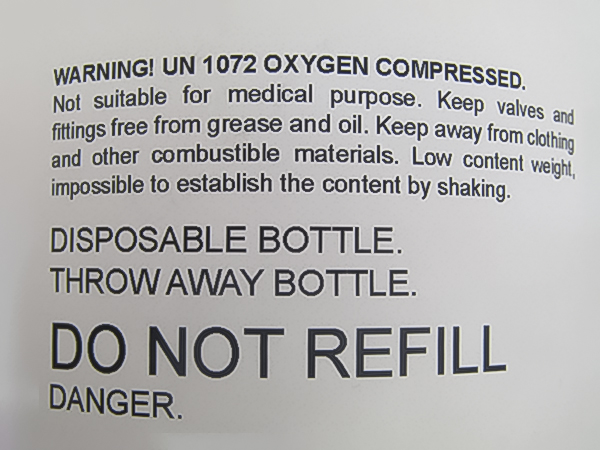 WARNING! UN 1072 OXYGEN COMPRESSED.
Not suitable for medical purpose. Keep valves and
fittings free from grease and oil. Keep away from clothing
and other combustible materials. Low content weight,
impossible to establish the content by shaking.
DISPOSABLE BOTTLE.
THROW AWAY BOTTLE.
DO NOT REFILL
DANGER.